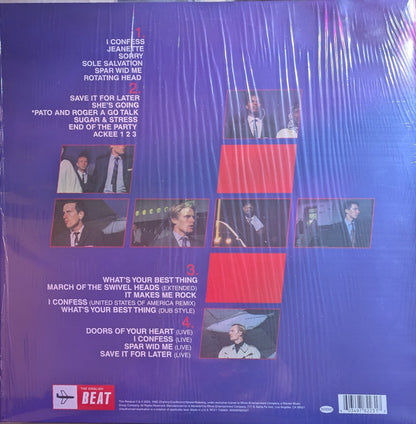 1.
I CONFESS
JEANETTE
SORRY
SOLE SALVATION
SPAR WID ME
ROTATING HEAD
2.
SAVE IT FOR LATER
SHE'S GOING
*PATO AND ROGER A GO TALK
SUGAR & STRESS
END OF THE PARTY
ACKEE 1 2 3
3.
WHAT'S YOUR BEST THING
MARCH OF THE SWIVEL HEADS (EXTENDED)
IT MAKES ME ROCK
I CONFESS (UNITED STATES OF AMERICA REMIX)
WHAT'S YOUR BEST THING (DUB STYLE)
4.
DOORS OF YOUR HEART (LIVE)
I CONFESS (LIVE)
SPAR WID ME (LIVE)
SAVE IT FOR LATER (LIVE)
THE ENGLISH
BEAT